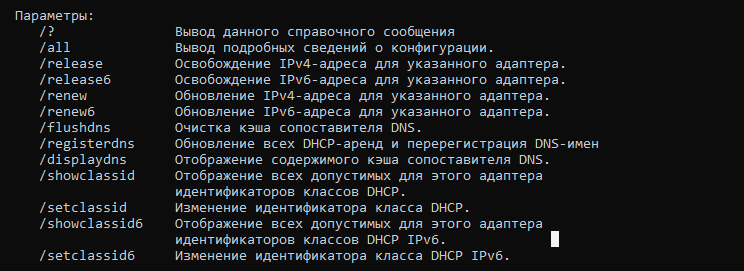 Параметры:
/? Вывод данного справочного сообщения
/all Вывод подробных сведений о конфигурации.
/release Освобождение IPv4-адреса для указанного адаптера.
/release6 Освобождение IPv6-адреса для указанного адаптера.
/renew Обновление IPv4-адреса для указанного адаптера.
/renew6 Обновление IPv6-адреса для указанного адаптера.
/flushdns Очистка кэша сопоставителя DNS.
/registerdns Обновление всех DHCP-аренд и перерегистрация DNS-имен
/displaydns Отображение содержимого кэша сопоставителя DNS.
/showclassid Отображение всех допустимых для этого адаптера
идентификаторов классов DHCP.
/setclassid Изменение идентификатора класса DHCP.
/showclassid6 Отображение всех допустимых для этого адаптера
идентификаторов классов DHCP IPv6.
/setclassid6 Изменение идентификатора класса DHCP IPv6.